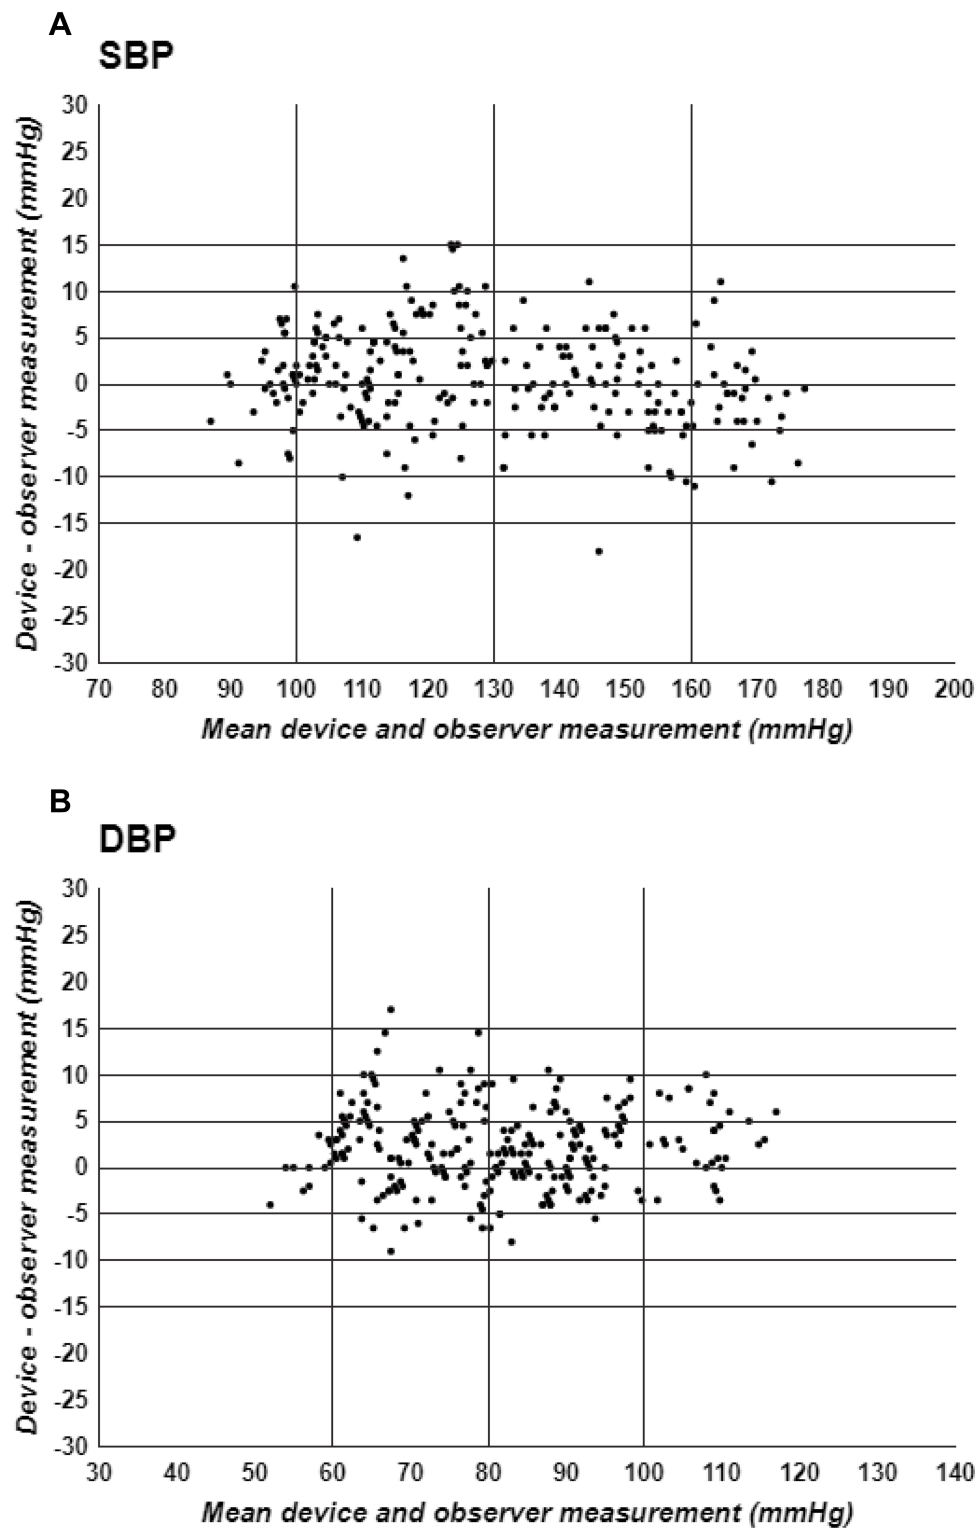 A
SBP
Device - observer measurement (mmHg)
30
25
20
15
10
5
0
-5
-10
-15
-20
-25
-30
70 80 90 100 110 120 130 140 150 160 170 180 190 200
Mean device and observer measurement (mmHg)
B
DBP
Device - observer measurement (mmHg)
30
25
20
15
10
5
0
-5
-10
-15
-20
-25
-30
30 40 50 60 70 80 90 100 110 120 130 140
Mean device and observer measurement (mmHg)